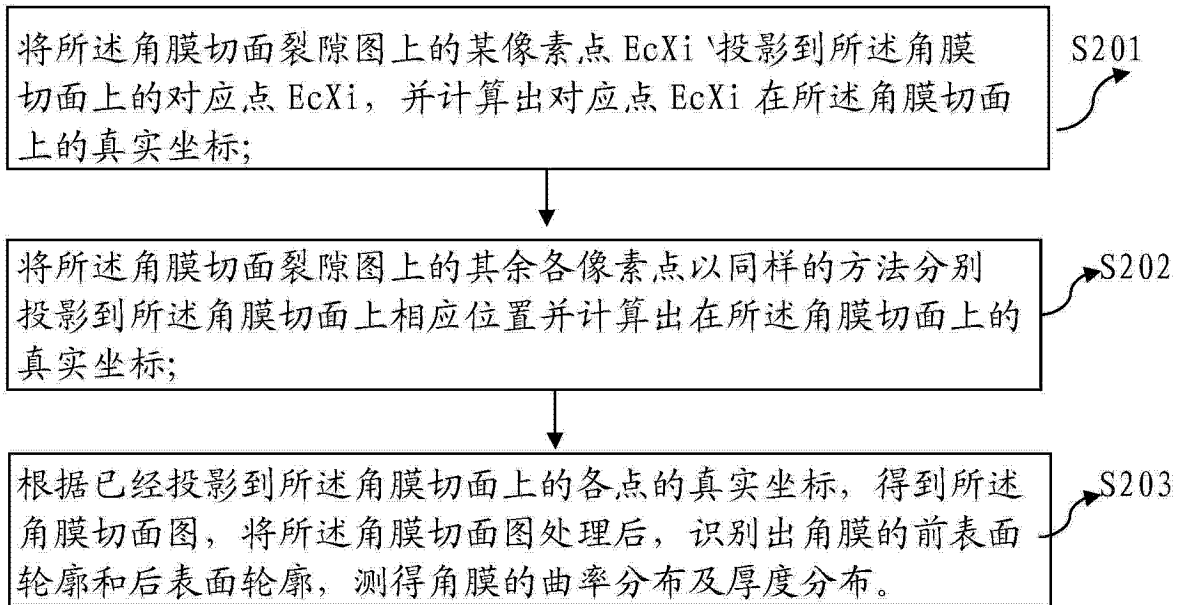 将所述角膜切面裂隙图上的某像素点 EcXi`投影到所述角膜
切面上的对应点 EcXi，并计算出对应点 EcXi 在所述角膜切面
上的真实坐标;
S201
将所述角膜切面裂隙图上的其余各像素点以同样的方法分别
投影到所述角膜切面上相应位置并计算出在所述角膜切面上的
真实坐标;
S202
根据已经投影到所述角膜切面上的各点的真实坐标，得到所述
角膜切面图，将所述角膜切面图处理后，识别出角膜的前表面
轮廓和后表面轮廓，测得角膜的曲率分布及厚度分布。
S203